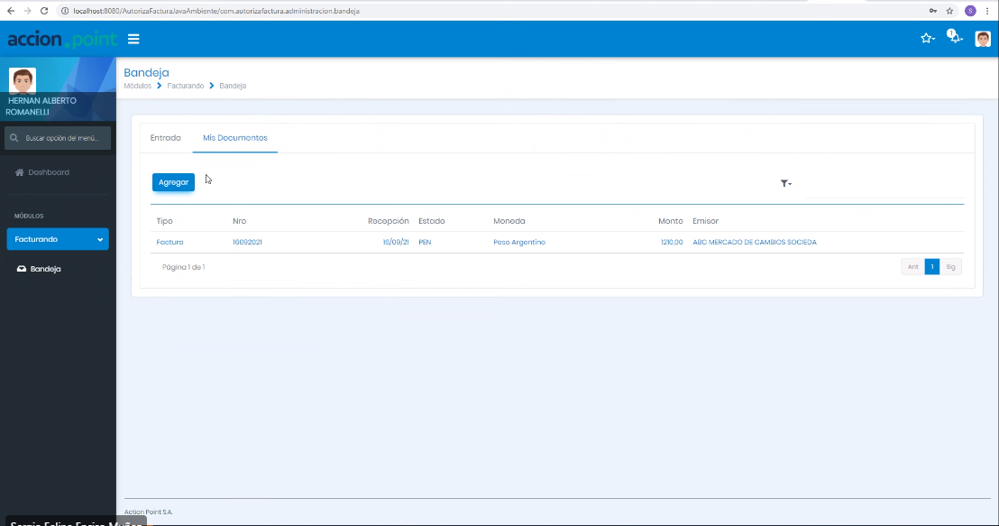 localhost:8080/AutorizaFacturaJavaAmbiente/com.autorizafactura.administracion.bandeja
S
accion.point
1
HERNAN ALBERTO
ROMANELLI
Buscar opción del menú...
Dashboard
MÓDULOS
Facturando
Bandeja
Bandeja
Módulos Facturando Bandeja
Entrada Mis Documentos
Agregar
Tipo Nro Recepción Estado Moneda Monto Emisor
Factura 16092021 16/09/21 PEN Peso Argentino 1210,00 ABC MERCADO DE CAMBIOS SOCIEDA
Página 1 de 1
Ant 1 Sig
Action Point S.A.